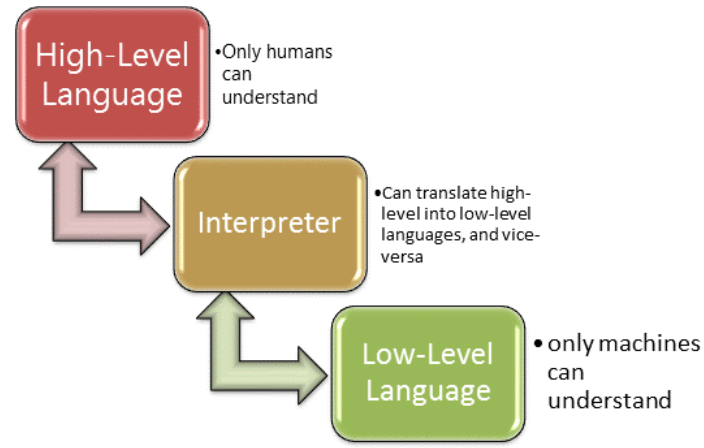 High-Level
Language
•Only humans
can
understand
Interpreter
•Can translate high-
level into low-level
languages, and vice-
versa
Low-Level
Language
• only machines
can
understand